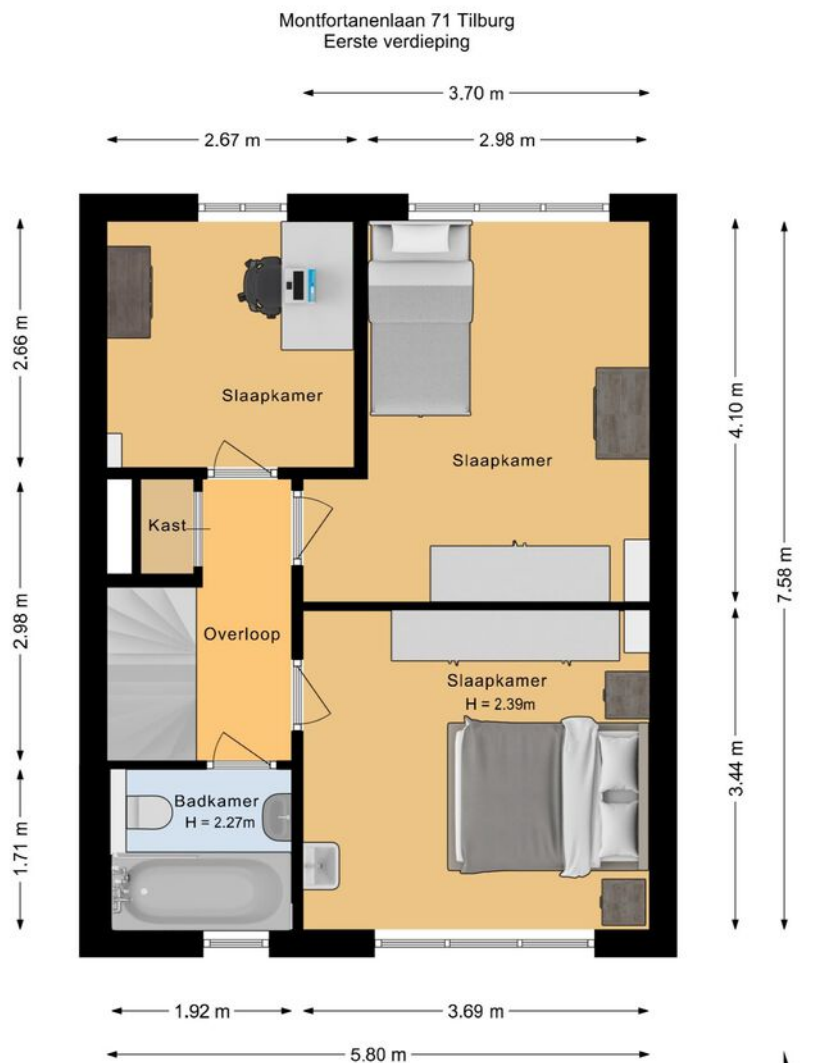 Montfortanenlaan 71 Tilburg
Eerste verdieping
3.70 m
2.67 m
2.98 m
2.66 m
Slaapkamer
4.10 m
Slaapkamer
Kast
7.58 m
2.98 m
Overloop
Slaapkamer
H = 2.39m
3.44 m
Badkamer
H = 2.27m
1.71 m
1.92 m
3.69 m
5.80 m